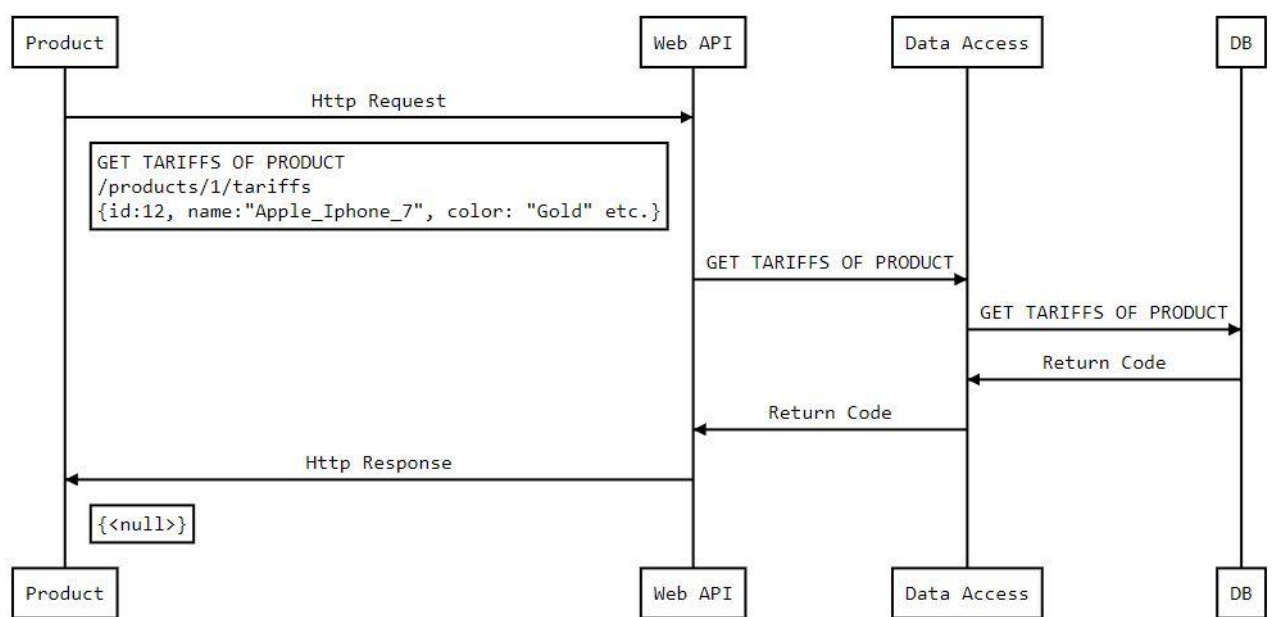 Product
Web API
Data Access
DB
Http Request
GET TARIFFS OF PRODUCT
/products/1/tariffs
{id:12, name:"Apple_Iphone_7", color: "Gold" etc.}
GET TARIFFS OF PRODUCT
GET TARIFFS OF PRODUCT
Return Code
Return Code
Http Response
{<null>}
Product
Web API
Data Access
DB